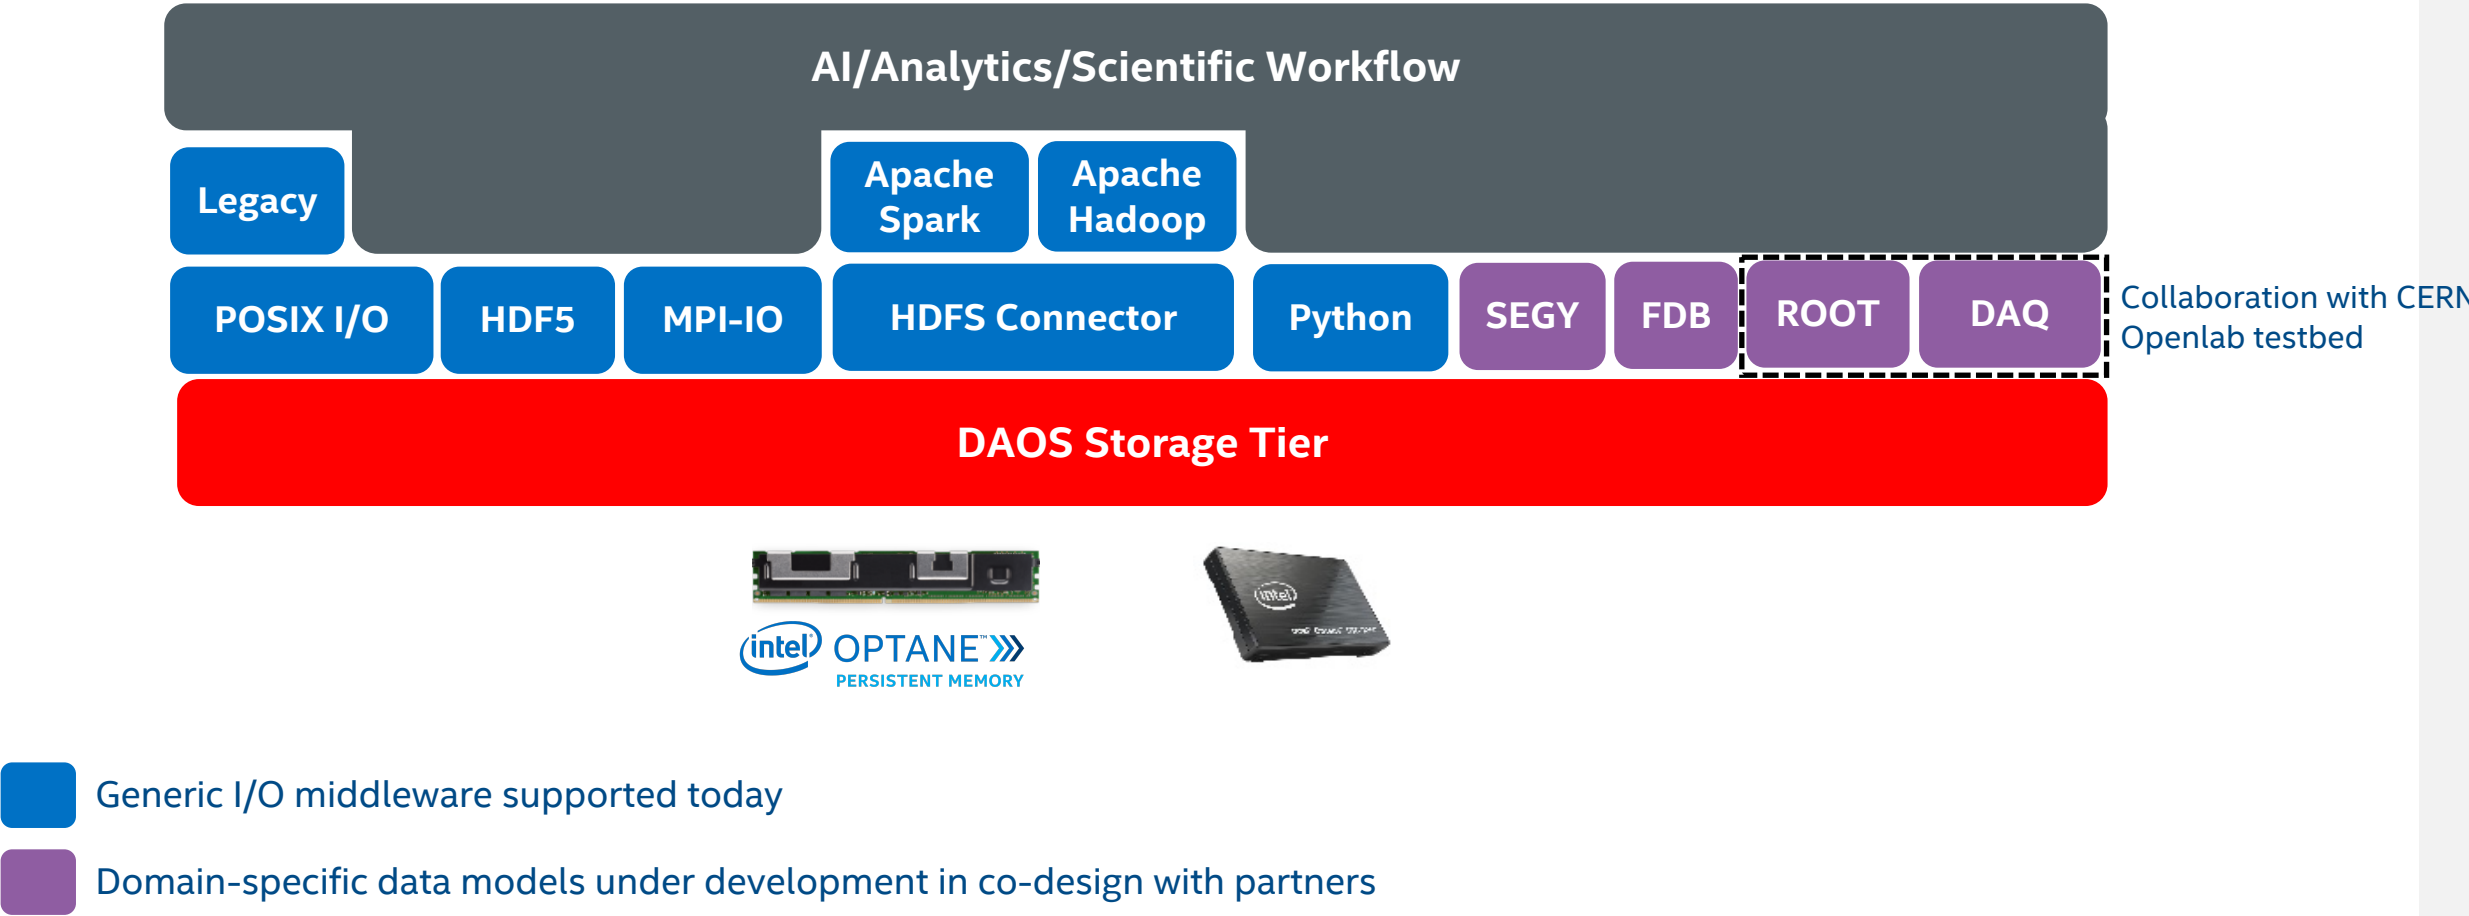 AI/Analytics/Scientific Workflow
Legacy
Apache
Spark
Apache
Hadoop
POSIX I/O
HDF5
MPI-IO
HDFS Connector
Python
SEGY
FDB
ROOT
DAQ
Collaboration with CERN
Openlab testbed
DAOS Storage Tier
intel
OPTANE™
PERSISTENT MEMORY
(intel)
Generic I/O middleware supported today
Domain-specific data models under development in co-design with partners